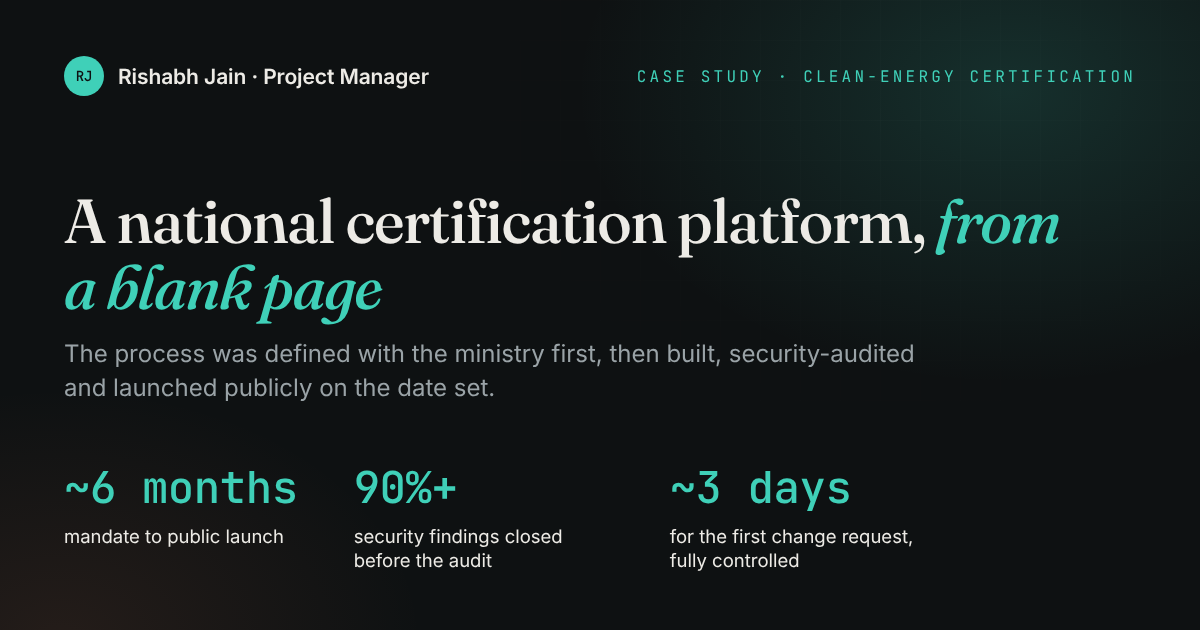 RJ
Rishabh Jain · Project Manager
CASE STUDY · CLEAN-ENERGY CERTIFICATION
A national certification platform, from
a blank page
The process was defined with the ministry first, then built, security-audited
and launched publicly on the date set.
~6 months
mandate to public launch
90%+
security findings closed
before the audit
~3 days
for the first change request,
fully controlled